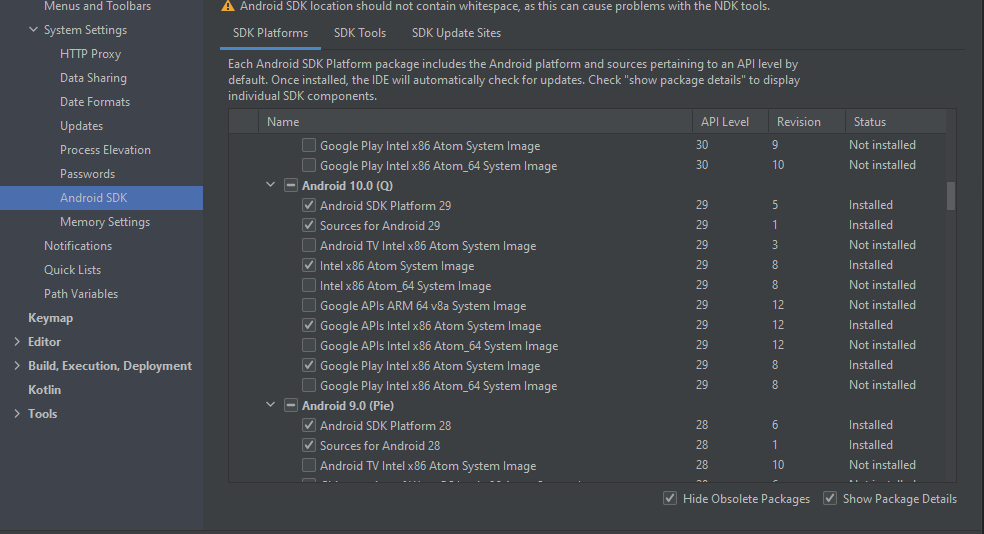 Menus and Toolbars
System Settings
HTTP Proxy
Data Sharing
Date Formats
Updates
Process Elevation
Passwords
Android SDK
Memory Settings
Notifications
Quick Lists
Path Variables
Keymap
Editor
Build, Execution, Deployment
Kotlin
Tools
Android SDK location should not contain whitespace, as this can cause problems with the NDK tools.
SDK Platforms SDK Tools SDK Update Sites
Each Android SDK Platform package includes the Android platform and sources pertaining to an API level by
default. Once installed, the IDE will automatically check for updates. Check "show package details" to display
individual SDK components.
Name API Level Revision Status
Google Play Intel x86 Atom System Image 30 9 Not installed
Google Play Intel x86 Atom_64 System Image 30 10 Not installed
Android 10.0 (Q)
Android SDK Platform 29 29 5 Installed
Sources for Android 29 29 1 Installed
Android TV Intel x86 Atom System Image 29 3 Not installed
Intel x86 Atom System Image 29 8 Installed
Intel x86 Atom_64 System Image 29 8 Not installed
Google APIs ARM 64 v8a System Image 29 12 Not installed
Google APIs Intel x86 Atom System Image 29 12 Installed
Google APIs Intel x86 Atom_64 System Image 29 12 Not installed
Google Play Intel x86 Atom System Image 29 8 Installed
Google Play Intel x86 Atom_64 System Image 29 8 Not installed
Android 9.0 (Pie)
Android SDK Platform 28 28 6 Installed
Sources for Android 28 28 1 Installed
Android TV Intel x86 Atom System Image 28 10 Not installed
Hide Obsolete Packages Show Package Details